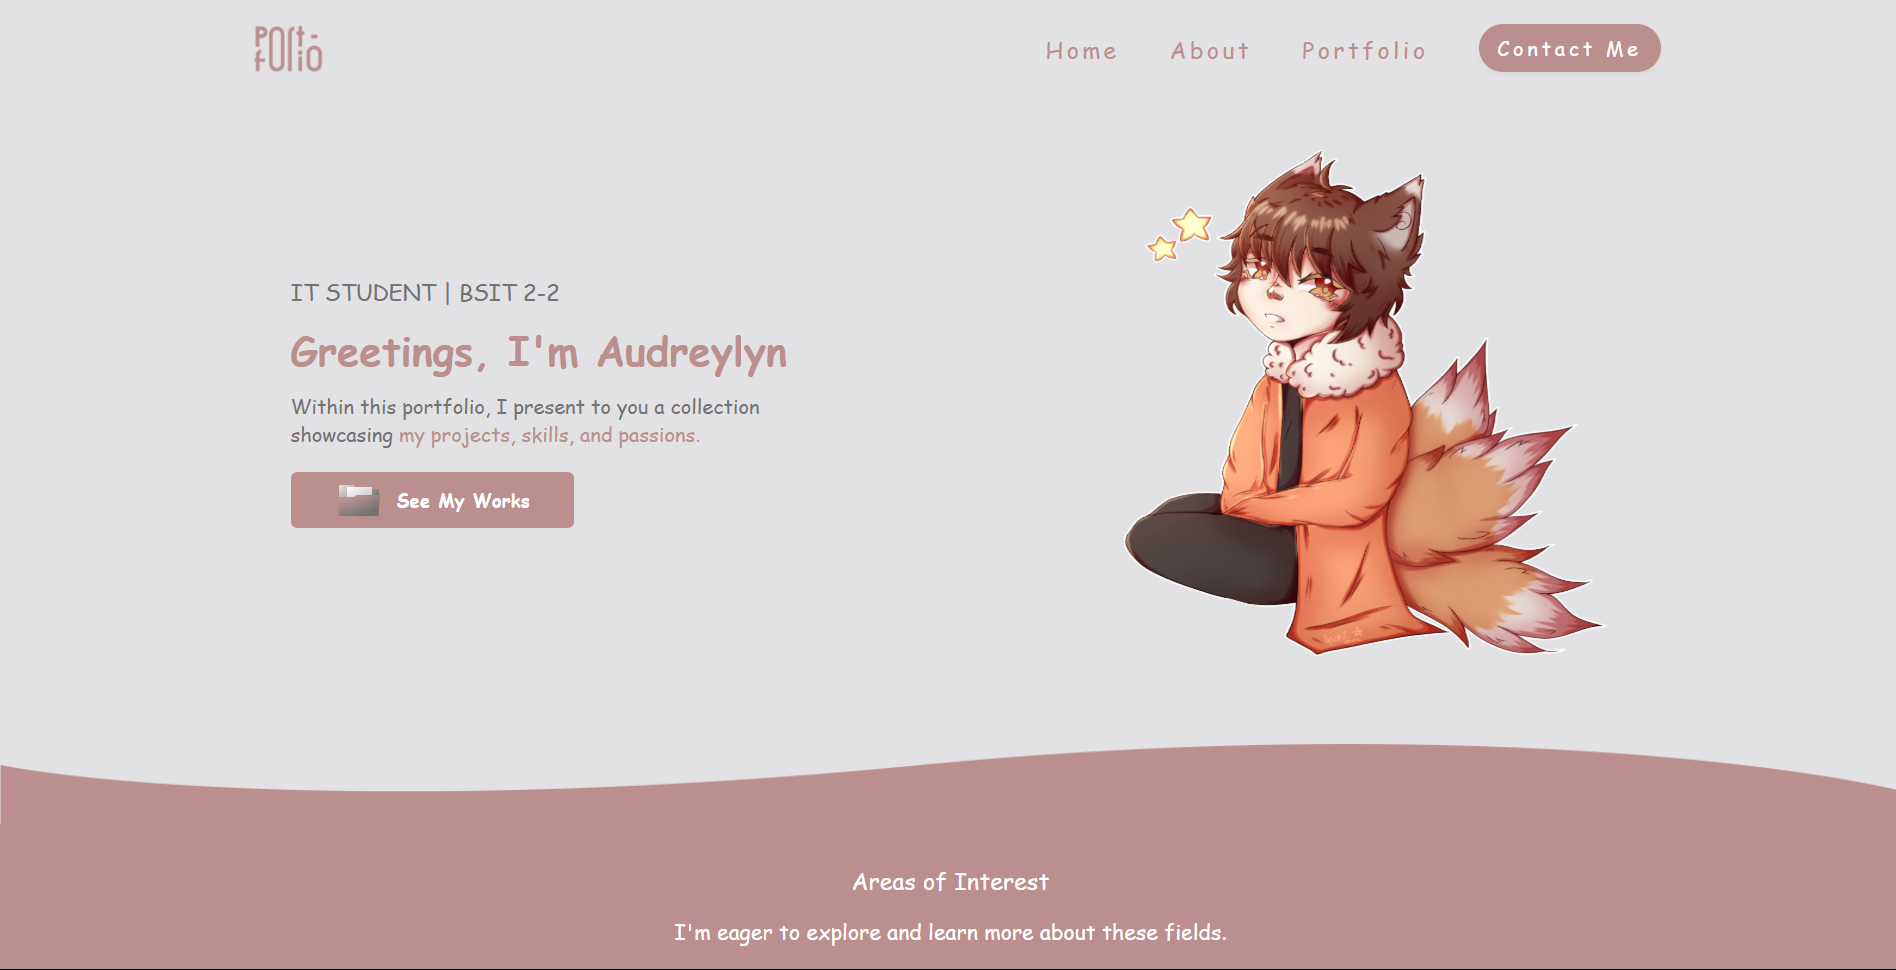 Port-
folio
Home
About
Portfolio
Contact Me
IT STUDENT | BSIT 2-2
Greetings, I'm Audreylyn
Within this portfolio, I present to you a collection
showcasing my projects, skills, and passions.
See My Works
Areas of Interest
I'm eager to explore and learn more about these fields.